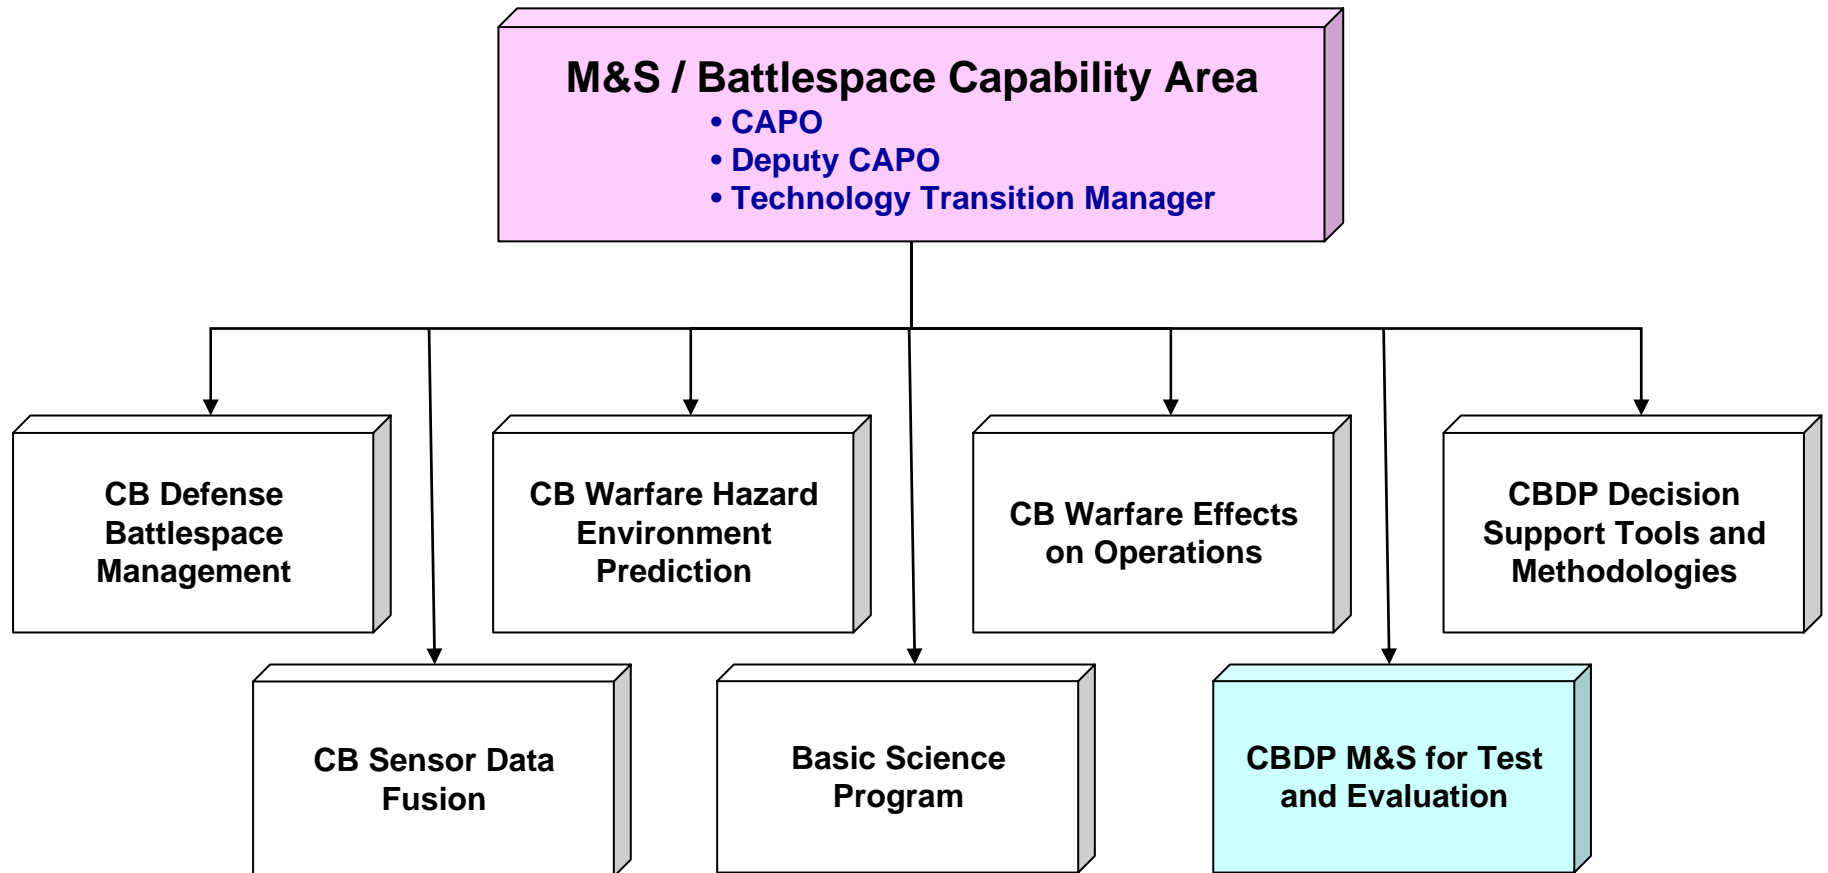 M&S / Battlespace Capability Area
• CAPO
• Deputy CAPO
• Technology Transition Manager
CB Defense
Battlespace
Management
CB Warfare Hazard
Environment
Prediction
CB Warfare Effects
on Operations
CBDP Decision
Support Tools and
Methodologies
CB Sensor Data
Fusion
Basic Science
Program
CBDP M&S for Test
and Evaluation